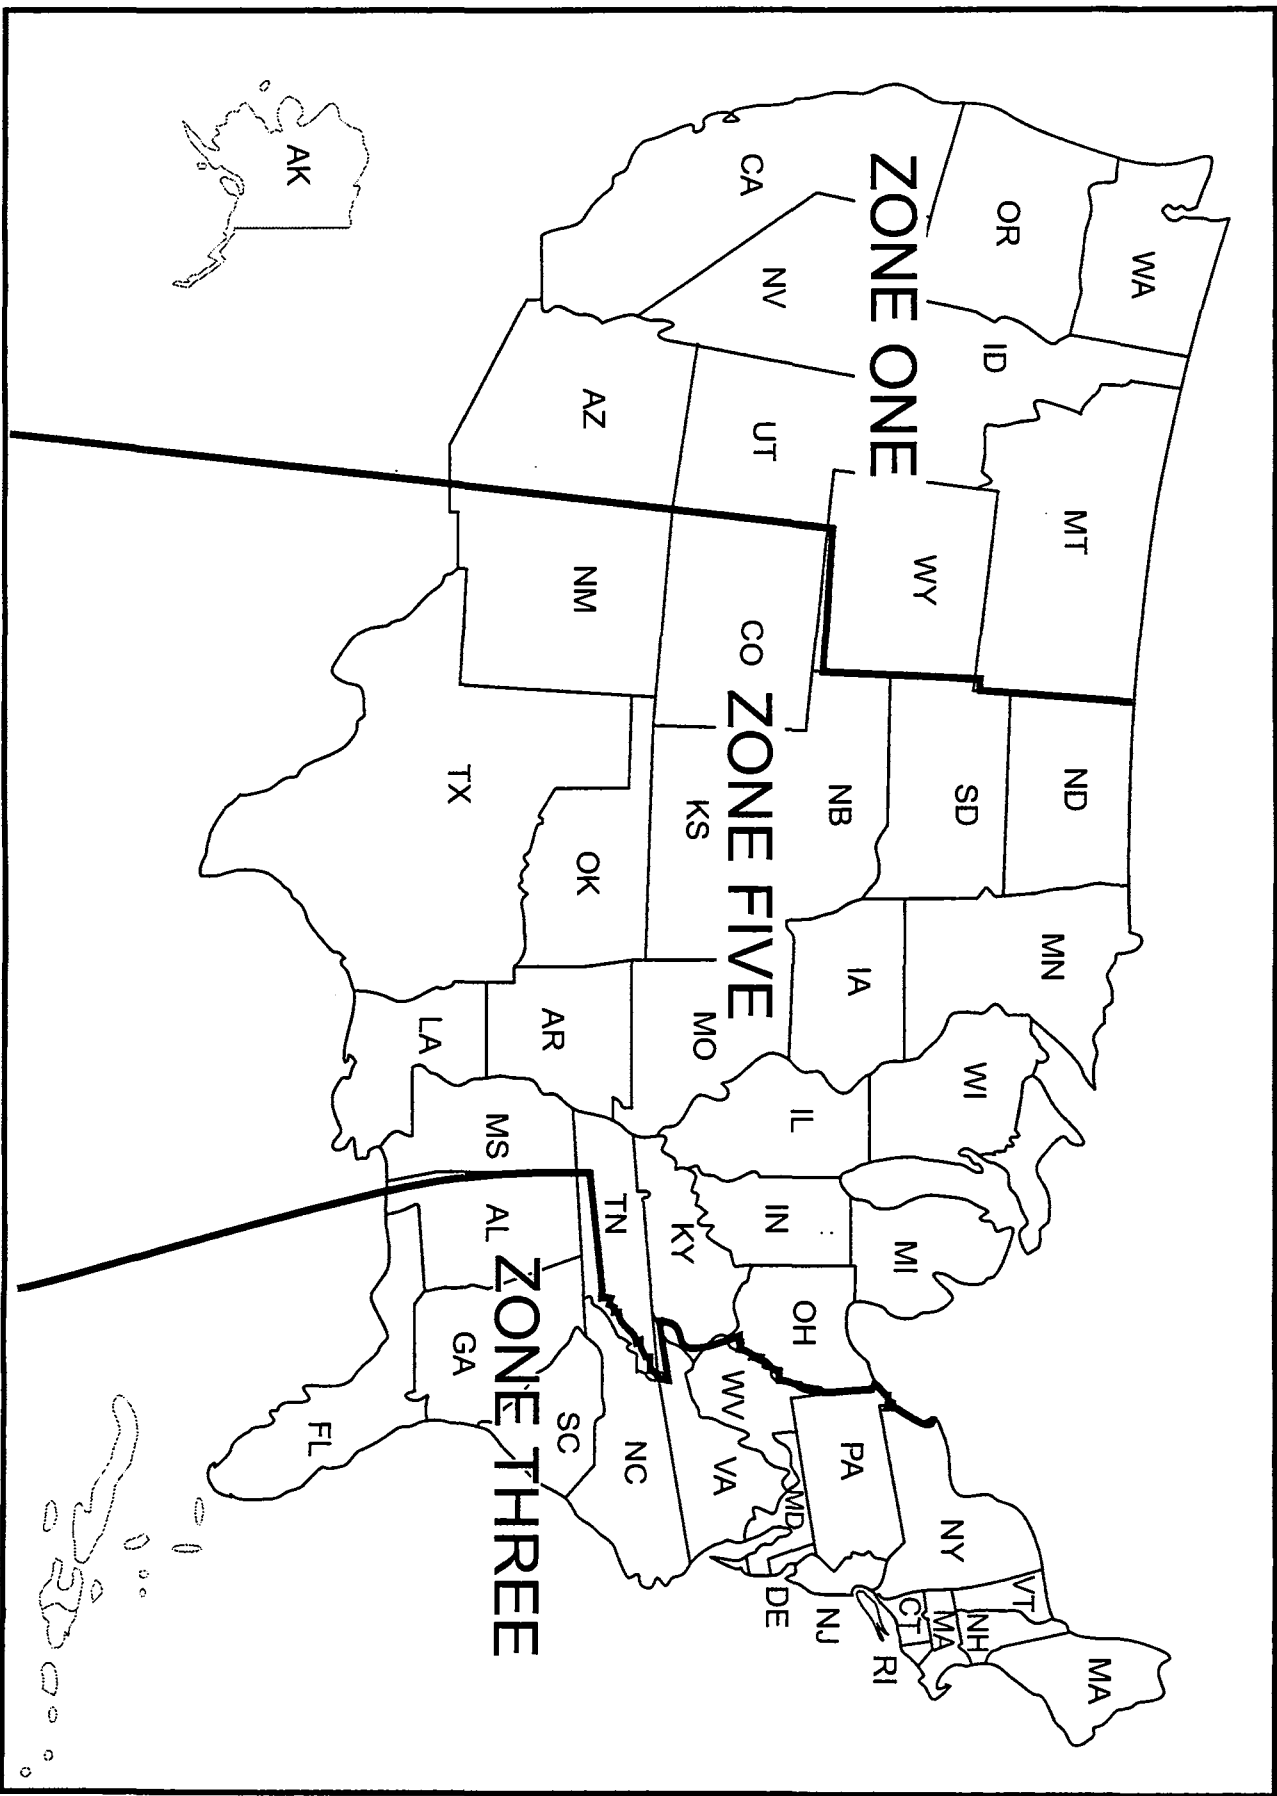 WA
OR
ID
MT
ND
MN
ZONE ONE
WY
SD
WI
CA
NV
UT
CO
NB
IA
ZONE FIVE
KS
MO
IL
IN
MI
OH
AZ
NM
OK
AR
TN
KY
WV
VA
PA
NY
VT
MA
NH
MA
CT
RI
NJ
DE
MD
TX
LA
MS
AL
GA
SC
NC
ZONE THREE
FL
AK